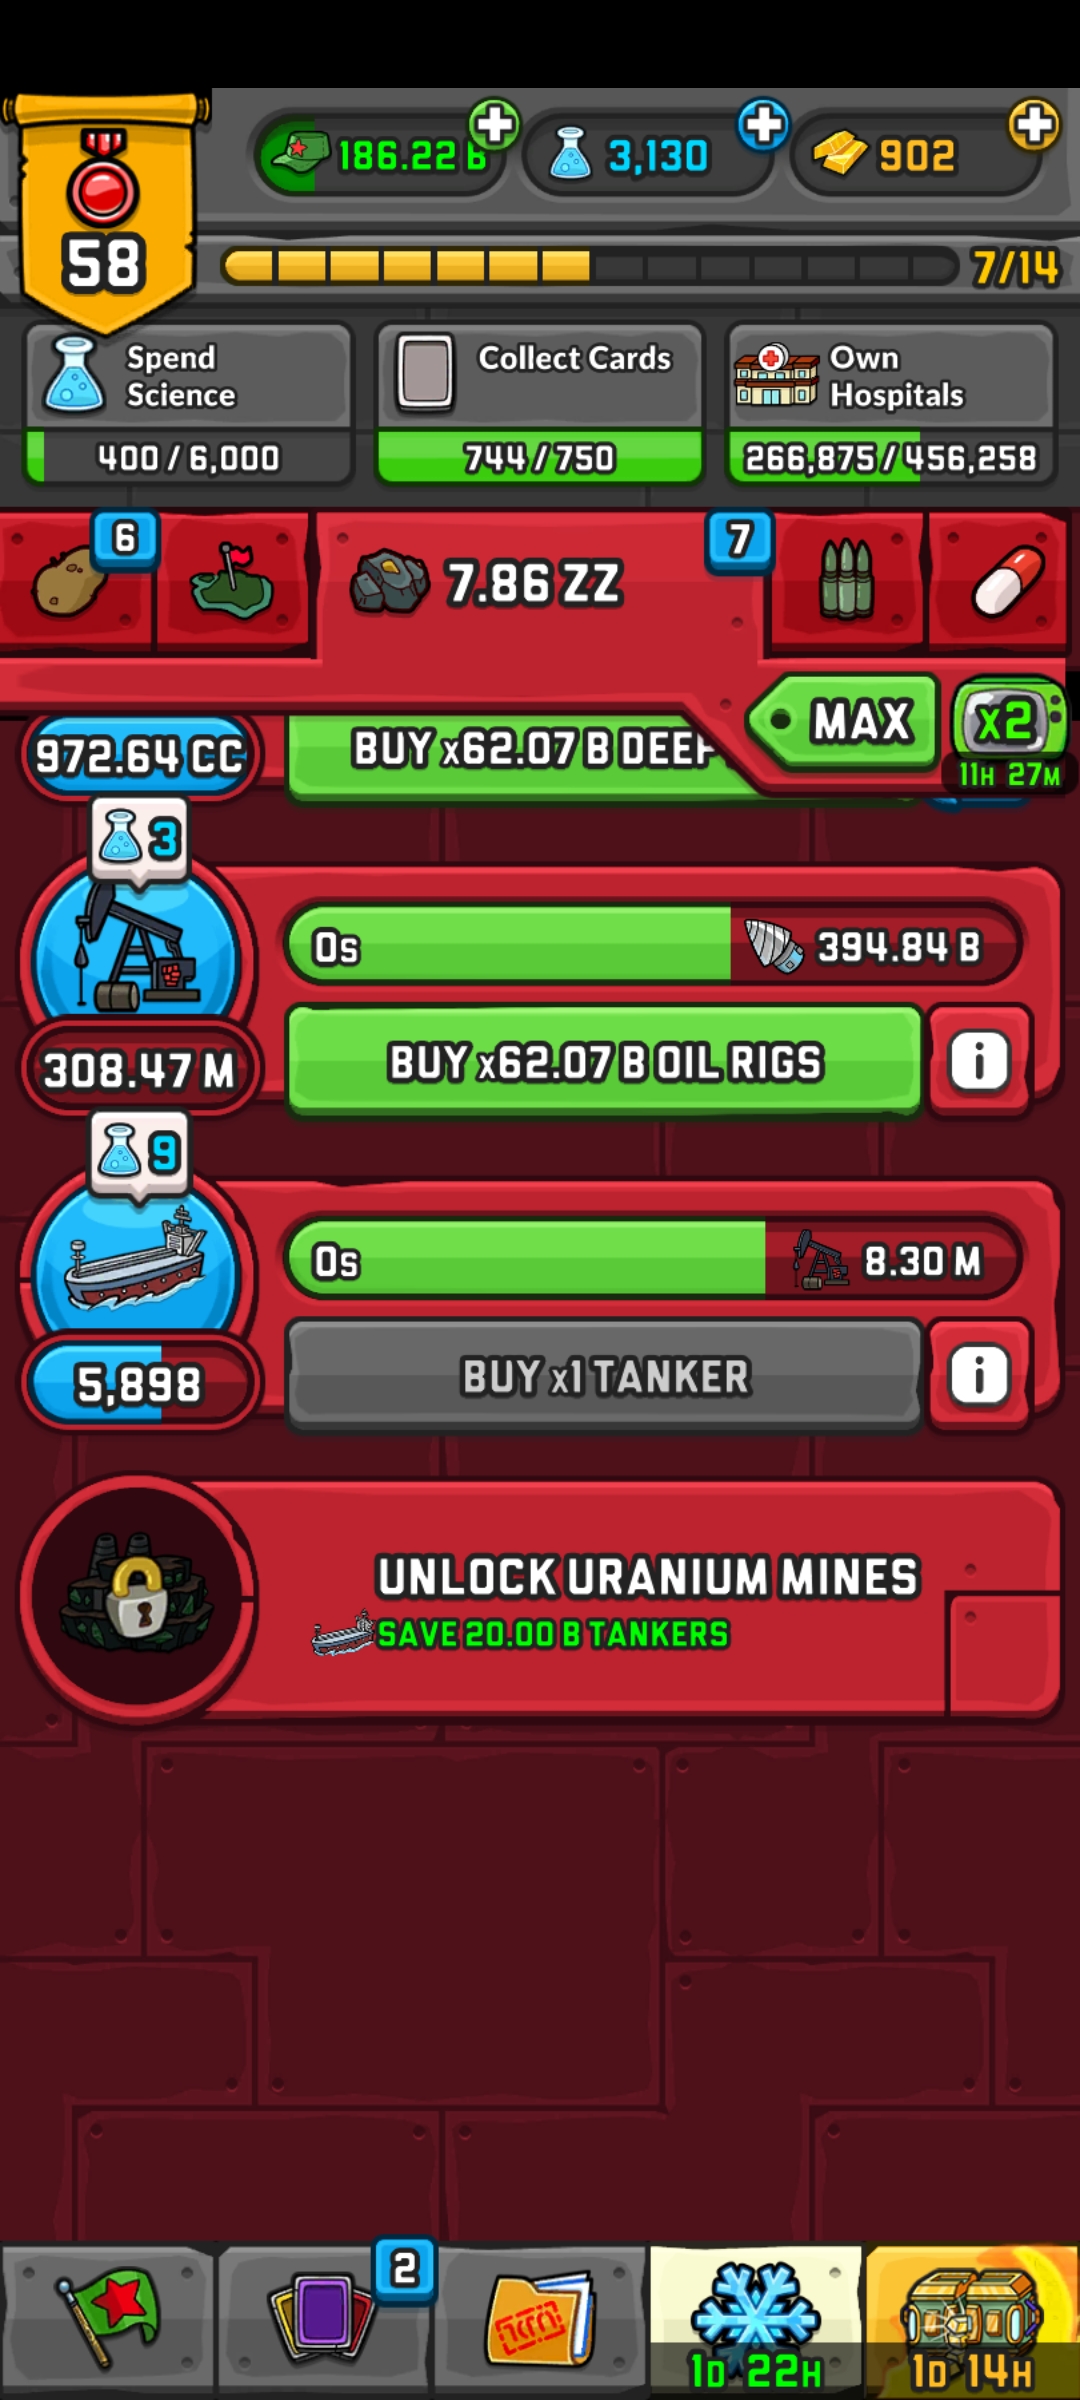 186.22 B
3,130
902
58
7/14
Spend
Science
Collect Cards
Own
Hospitals
400 / 6,000
744 / 750
266,875 / 456,258
6
7.86 ZZ
7
MAX
x2
11H 27M
972.64 CC
BUY x62.07 B DEEP
3
0s
394.84 B
308.47 M
BUY x62.07 B OIL RIGS
i
9
0s
8.30 M
5,898
BUY x1 TANKER
i
UNLOCK URANIUM MINES
SAVE 20.00 B TANKERS
2
1D 22H
1D 14H